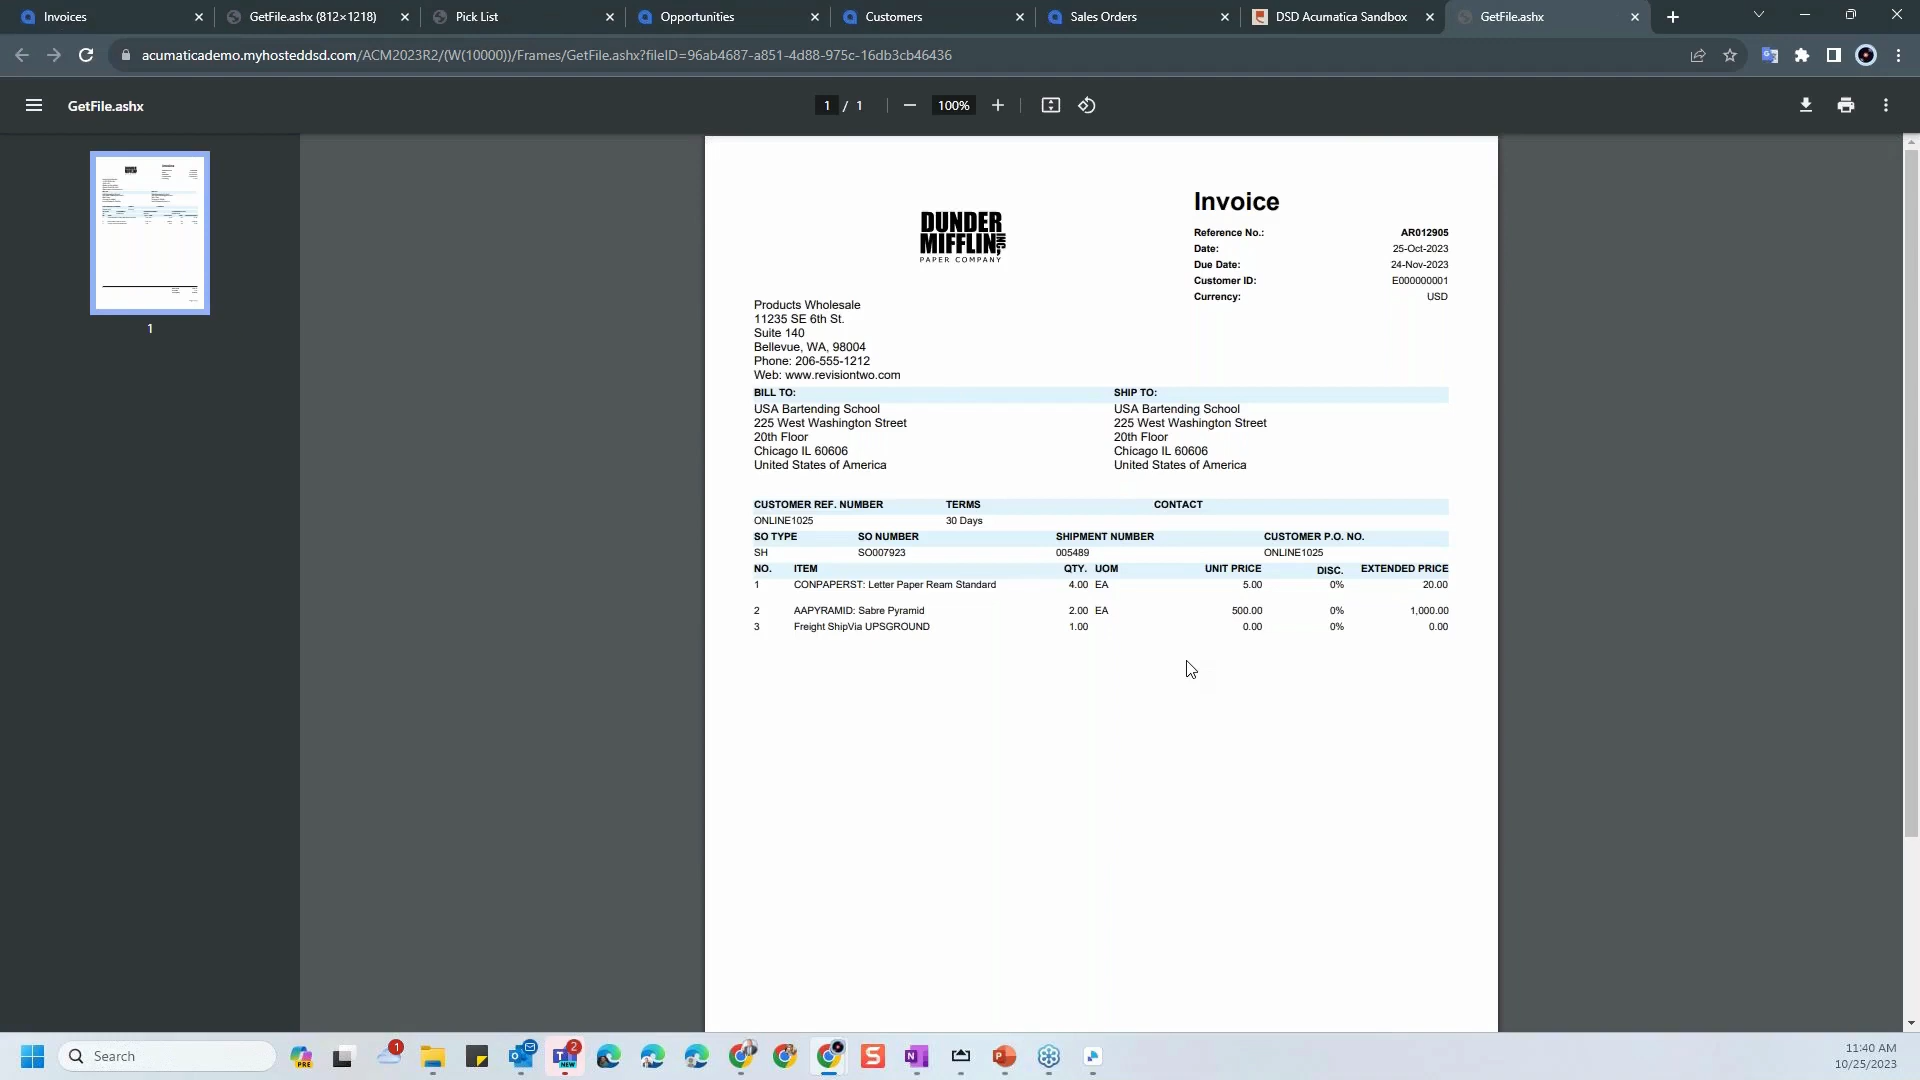 Invoices
GetFile.ashx (812×1218)
Pick List
Opportunities
Customers
Sales Orders
DSD Acumatica Sandbox
GetFile.ashx
acumaticademo.myhosteddsd.com/ACM2023R2/(W(10000))/Frames/GetFile.ashx?fileID=96ab4687-a851-4d88-975c-16db3cb46436
GetFile.ashx
1 / 1
100%
1
DUNDER
MIFFLIN, INC
PAPER COMPANY
Invoice
Reference No.: AR012905
Date: 25-Oct-2023
Due Date: 24-Nov-2023
Customer ID: E000000001
Currency: USD
Products Wholesale
11235 SE 6th St.
Suite 140
Bellevue, WA, 98004
Phone: 206-555-1212
Web: www.revisiontwo.com
BILL TO: SHIP TO:
USA Bartending School USA Bartending School
225 West Washington Street 225 West Washington Street
20th Floor 20th Floor
Chicago IL 60606 Chicago IL 60606
United States of America United States of America
CUSTOMER REF. NUMBER TERMS CONTACT
ONLINE1025 30 Days
SO TYPE SO NUMBER SHIPMENT NUMBER CUSTOMER P.O. NO.
SH SO007923 005489 ONLINE1025
NO. ITEM QTY. UOM UNIT PRICE DISC. EXTENDED PRICE
1 CONPAPERST: Letter Paper Ream Standard 4.00 EA 5.00 0% 20.00
2 AAPYRAMID: Sabre Pyramid 2.00 EA 500.00 0% 1,000.00
3 Freight ShipVia UPSGROUND 1.00 0.00 0% 0.00
Search
PRE
1
2
NEW
11:40 AM
10/25/2023